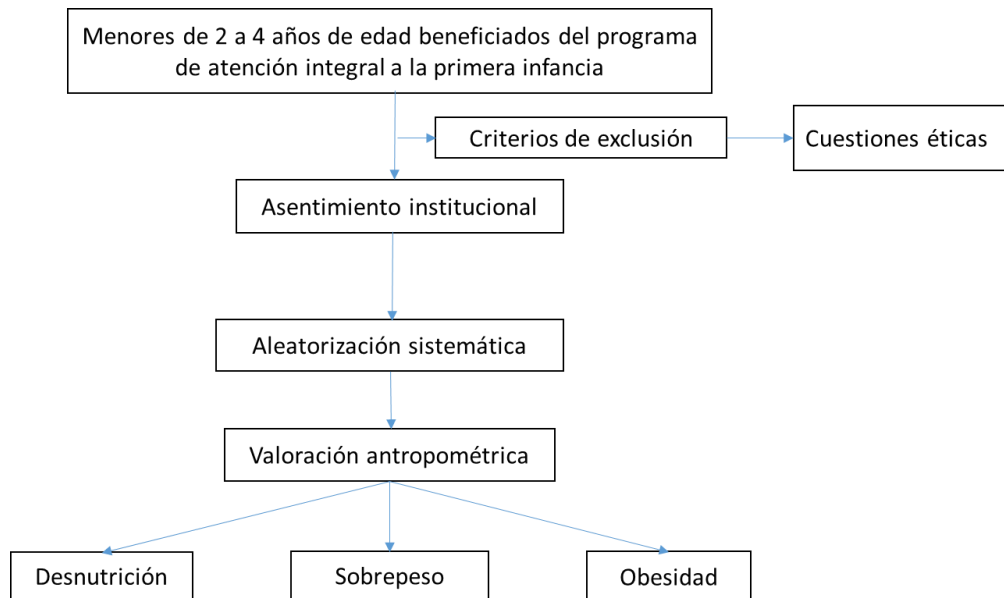 Menores de 2 a 4 años de edad beneficiados del programa
de atención integral a la primera infancia
Criterios de exclusión
Cuestiones éticas
Asentimiento institucional
Aleatorización sistemática
Valoración antropométrica
Desnutrición
Sobrepeso
Obesidad